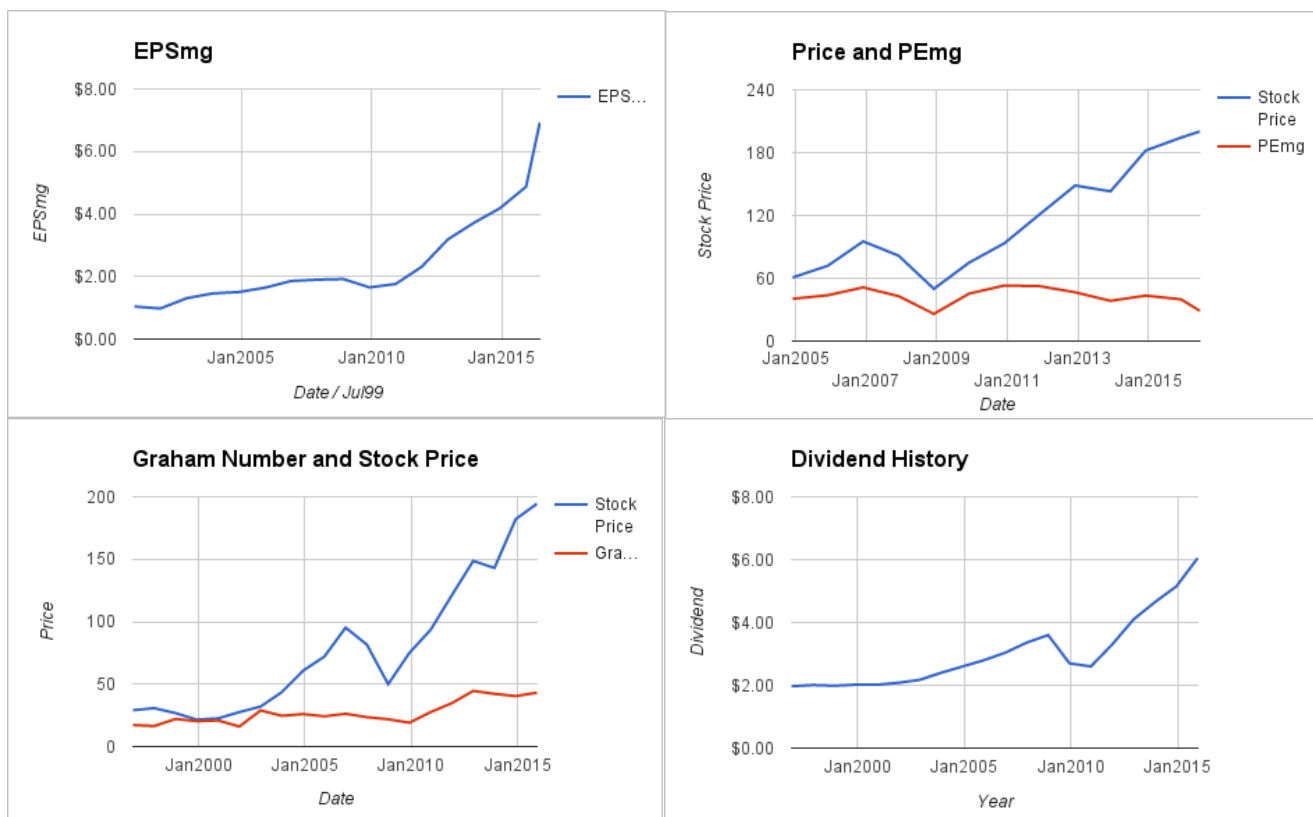 EPSmg
$8.00
$6.00
$4.00
$2.00
$0.00
EPSmg
Jan2005
Jan2010
Jan2015
Date / Jul99
EPS...
Price and PEmg
240
180
120
60
0
Stock Price
Jan2005
Jan2009
Jan2013
Jan2007
Jan2011
Jan2015
Date
Stock
Price
PEmg
Graham Number and Stock Price
200
150
100
50
0
Price
Jan2000
Jan2005
Jan2010
Jan2015
Date
Stock
Price
Gra...
Dividend History
$8.00
$6.00
$4.00
$2.00
$0.00
Dividend
Jan2000
Jan2005
Jan2010
Jan2015
Year